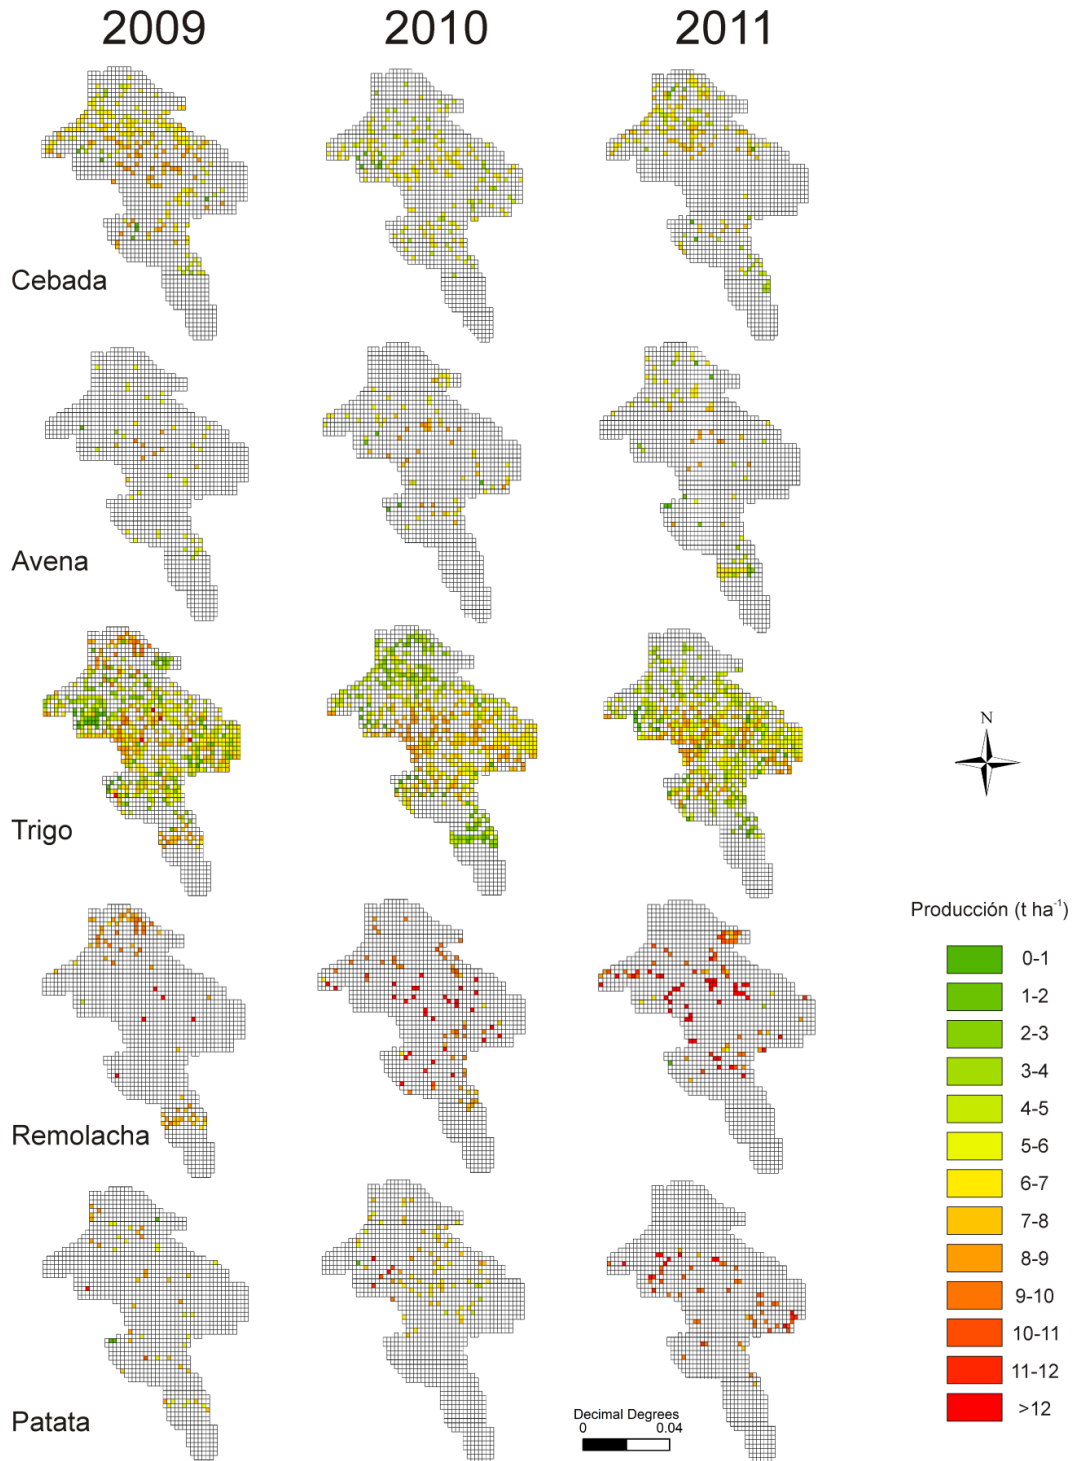 2009 2010 2011
Cebada
Avena
N
Trigo
Producción (t ha⁻¹)
0-1
1-2
2-3
3-4
4-5
5-6
6-7
7-8
8-9
9-10
10-11
11-12
>12
Remolacha
Patata
Decimal Degrees
0 0.04